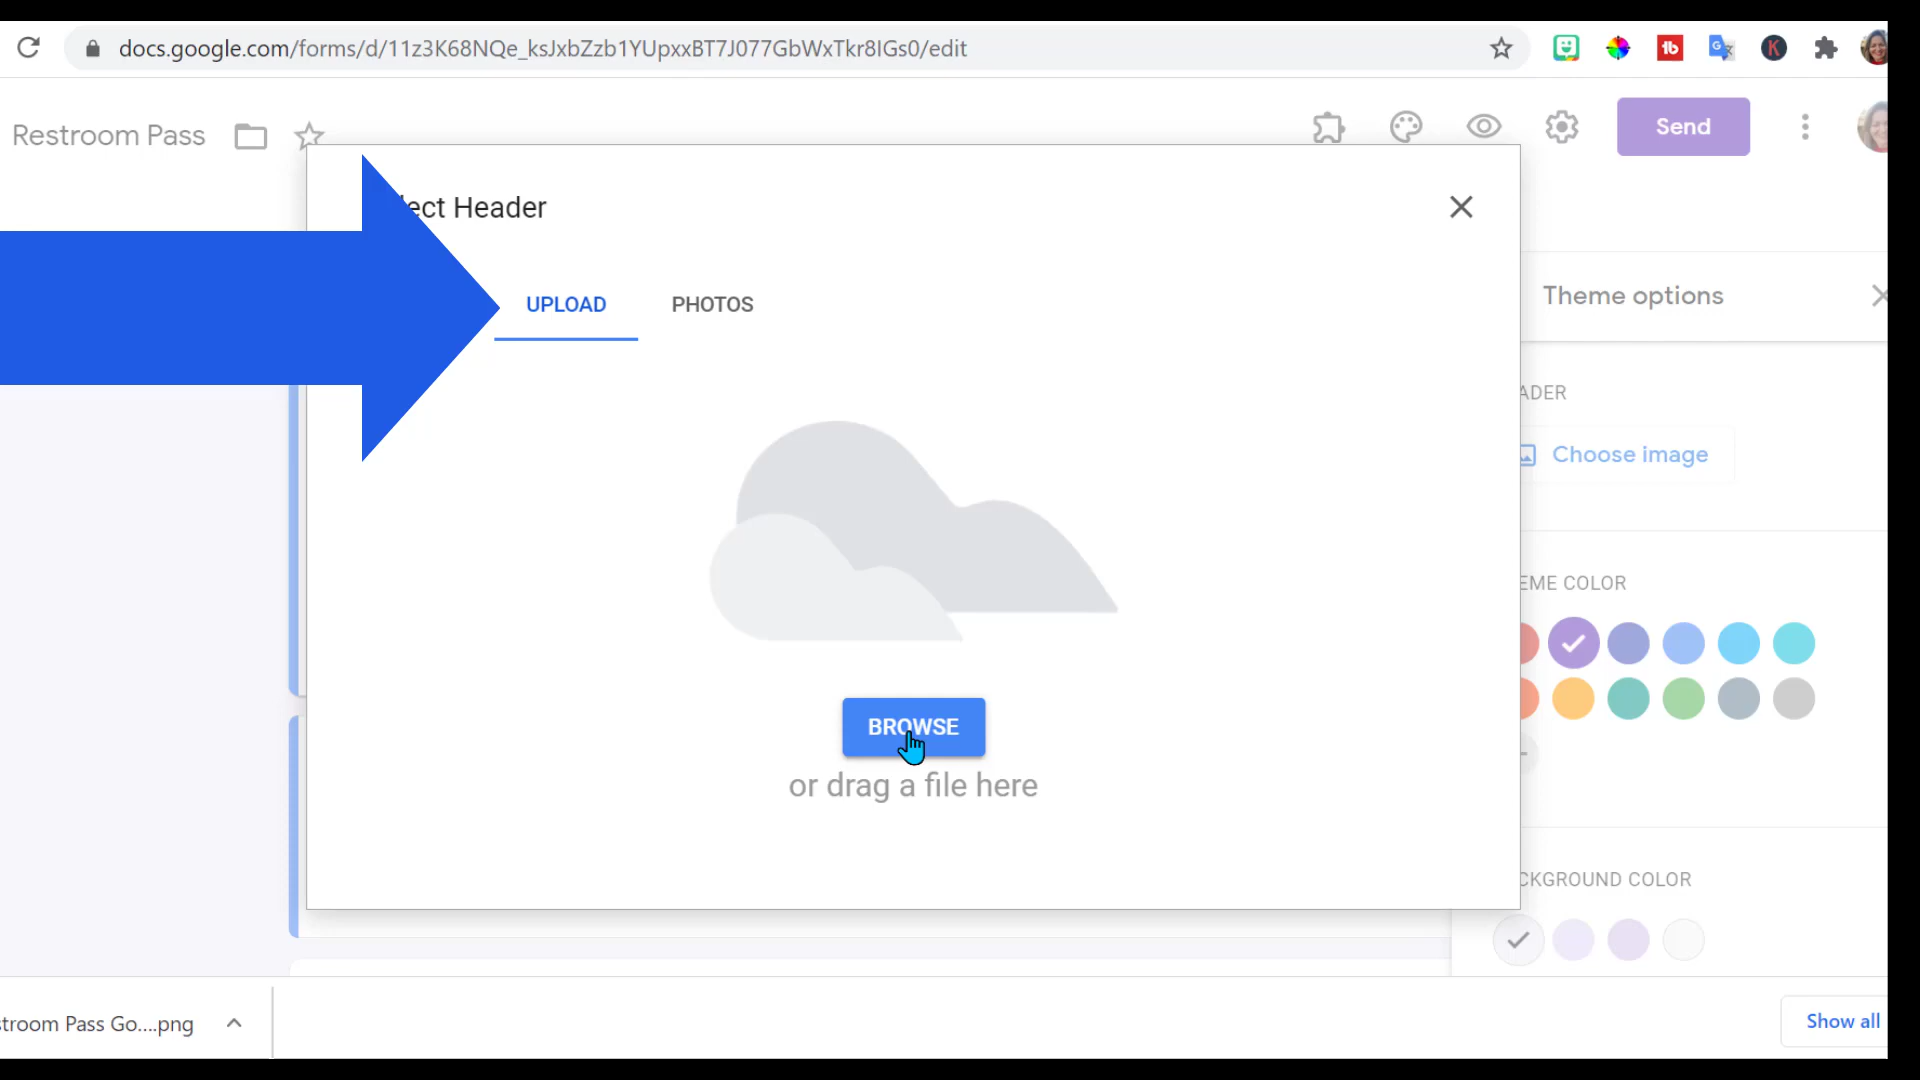 docs.google.com/forms/d/11z3K68NQe_ksJxbZzb1YUpxxBT7J077GbWxTkr8IGs0/edit
Restroom Pass
Send
ect Header
UPLOAD PHOTOS
Theme options
ADER
Choose image
EME COLOR
BROWSE
or drag a file here
CKGROUND COLOR
stroom Pass Go....png
Show all